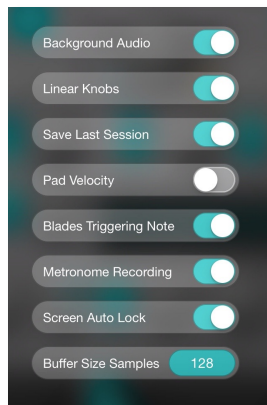 Background Audio
Linear Knobs
Save Last Session
Pad Velocity
Blades Triggering Note
Metronome Recording
Screen Auto Lock
Buffer Size Samples 128